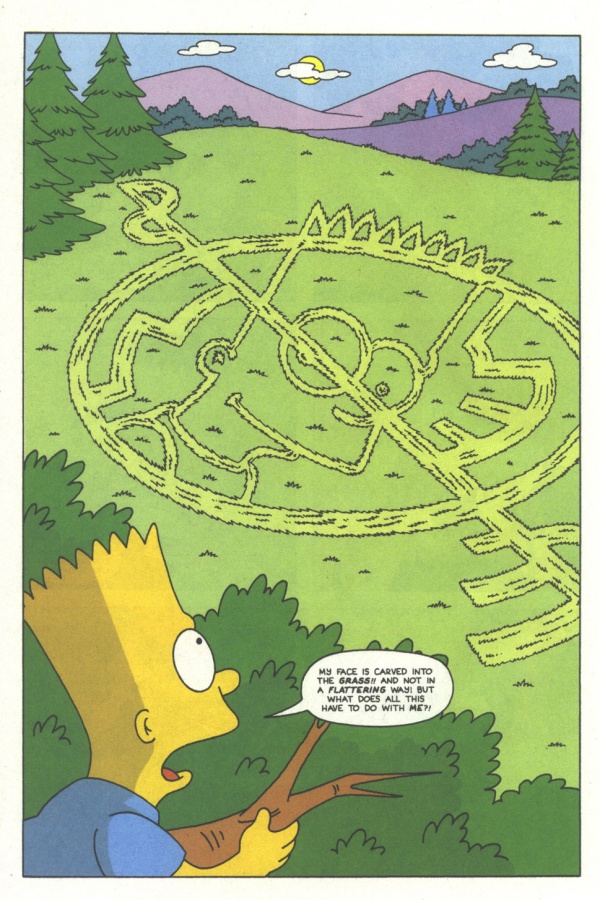 MY FACE IS CARVED INTO
THE GRASS!! AND NOT IN
A FLATTERING WAY! BUT
WHAT DOES ALL THIS
HAVE TO DO WITH ME?!